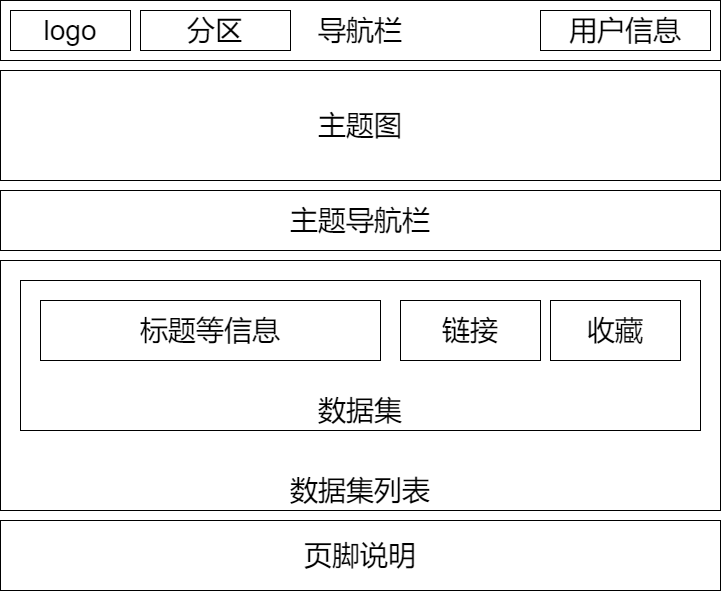 logo
分区
导航栏
用户信息
主题图
主题导航栏
标题等信息
链接
收藏
数据集
数据集列表
页脚说明